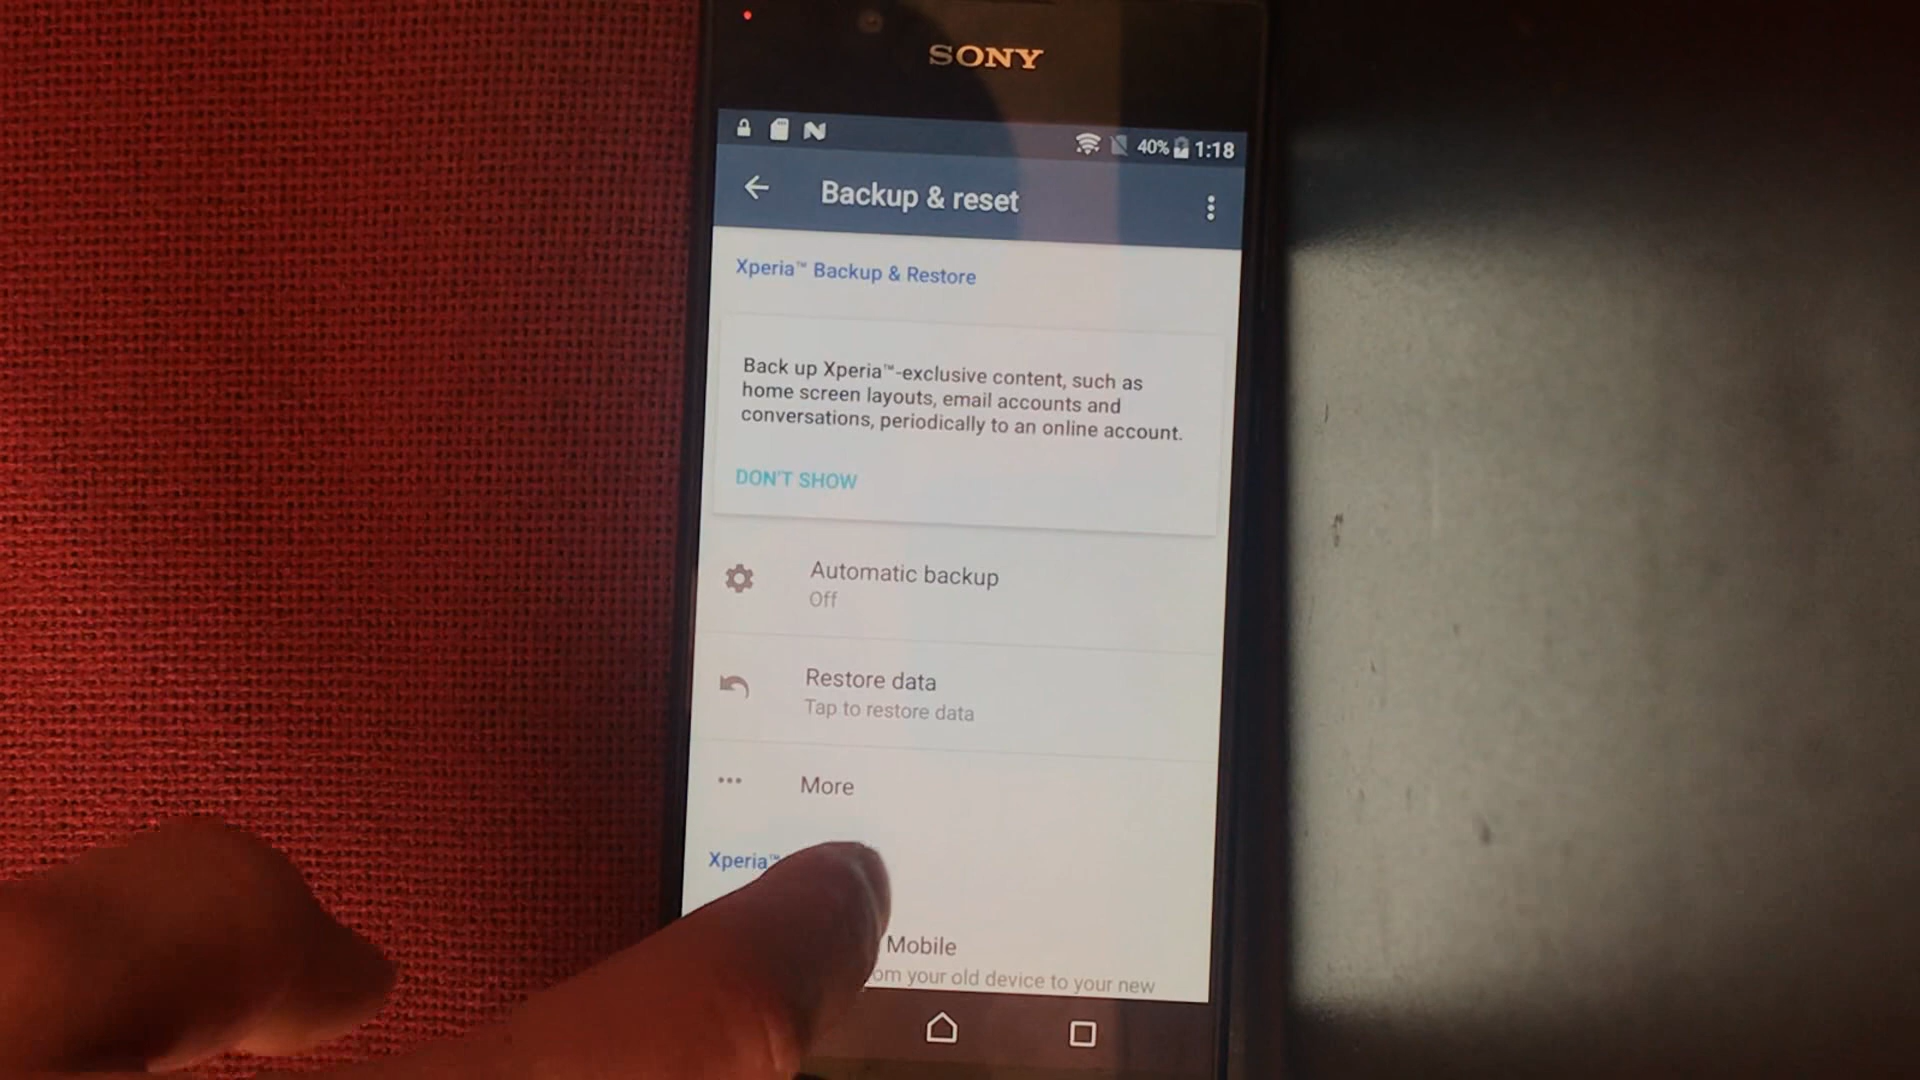 SONY
40% 1:18
Backup & reset
Xperia™ Backup & Restore
Back up Xperia™-exclusive content, such as
home screen layouts, email accounts and
conversations, periodically to an online account.
DON'T SHOW
Automatic backup
Off
Restore data
Tap to restore data
More
Xperia™
Mobile
om your old device to your new